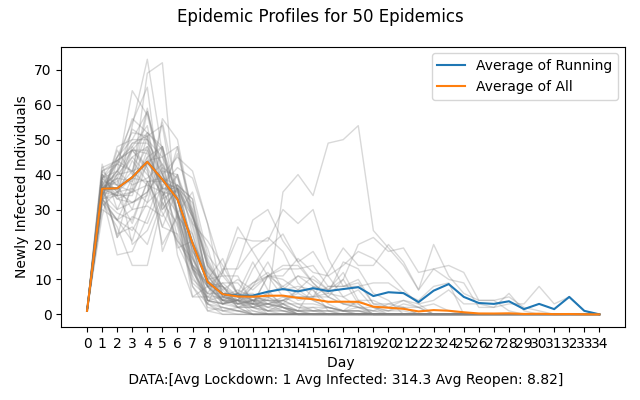 Epidemic Profiles for 50 Epidemics
Average of Running
Average of All
Newly Infected Individuals
70
60
50
40
30
20
10
0
0 1 2 3 4 5 6 7 8 9 10 11 12 13 14 15 16 17 18 19 20 21 22 23 24 25 26 27 28 29 30 31 32 33 34
Day
DATA:[Avg Lockdown: 1 Avg Infected: 314.3 Avg Reopen: 8.82]